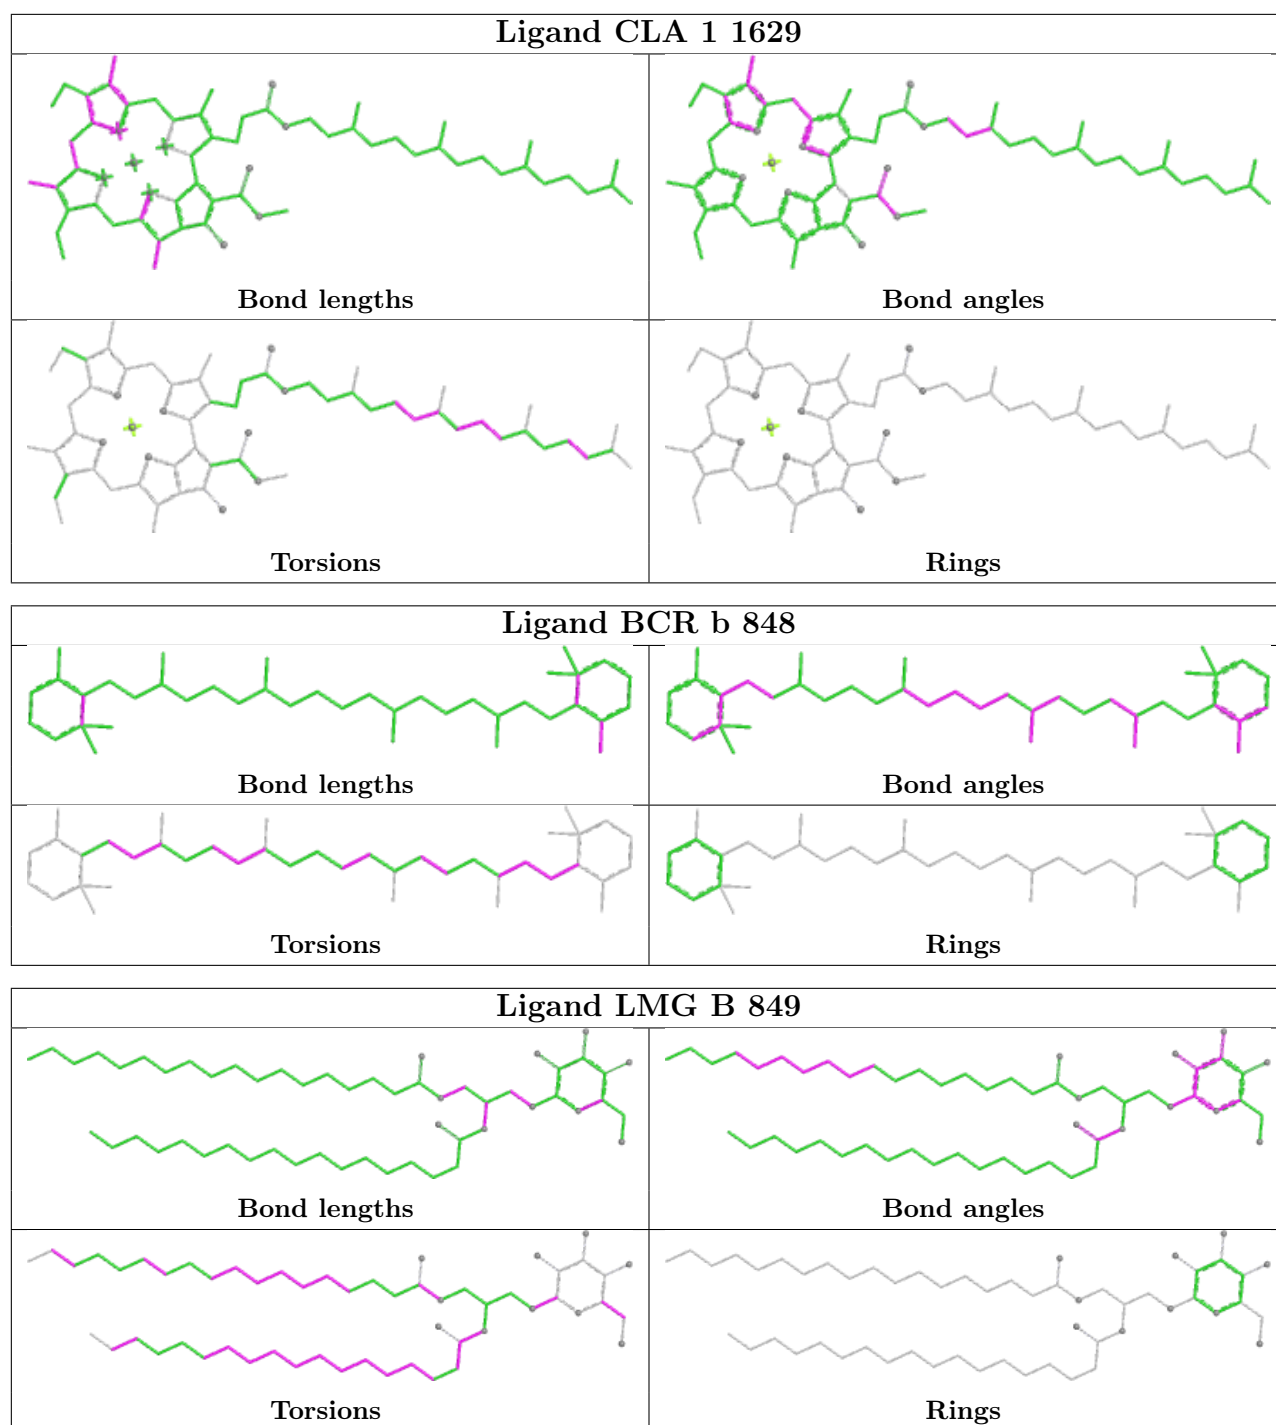 Ligand CLA 1 1629
Bond lengths
Bond angles
Torsions
Rings
Ligand BCR b 848
Bond lengths
Bond angles
Torsions
Rings
Ligand LMG B 849
Bond lengths
Bond angles
Torsions
Rings